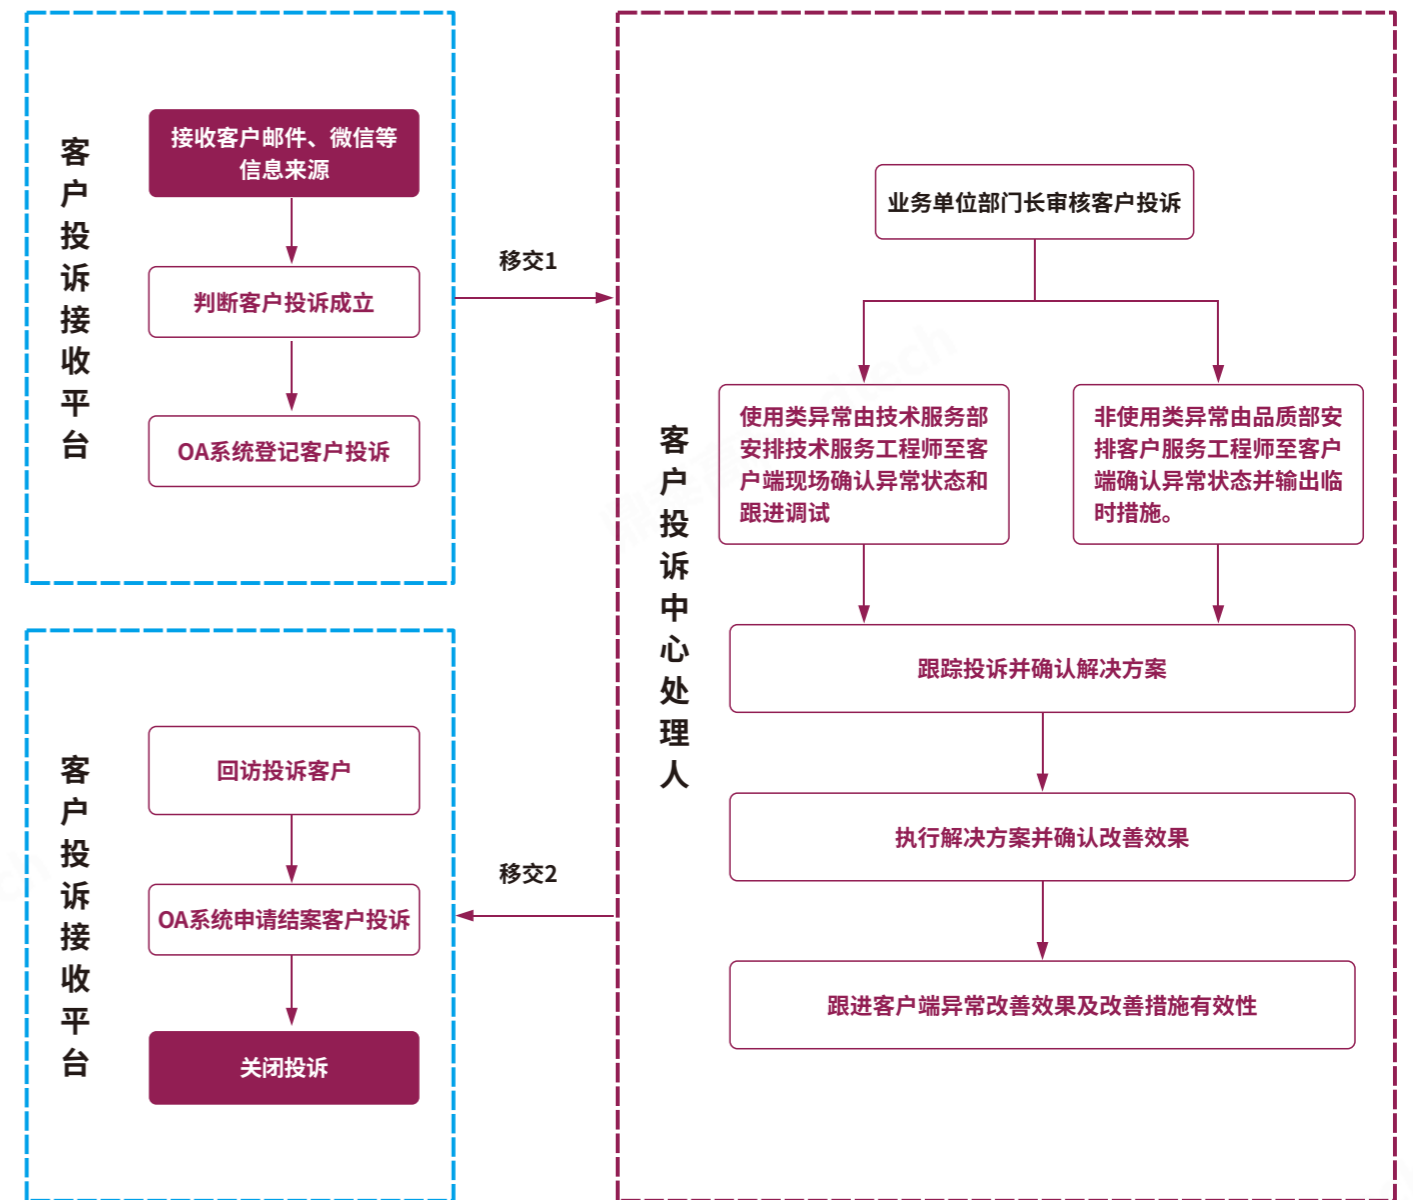 客户投诉接收平台
接收客户邮件、微信等
信息来源
判断客户投诉成立
OA系统登记客户投诉
移交1
客户投诉中心处理人
业务单位部门长审核客户投诉
使用类异常由技术服务部
安排技术服务工程师至客
户端现场确认异常状态和
跟进调试
非使用类异常由品质部安
排客户服务工程师至客户
端确认异常状态并输出临
时措施。
跟踪投诉并确认解决方案
执行解决方案并确认改善效果
跟进客户端异常改善效果及改善措施有效性
移交2
客户投诉接收平台
回访投诉客户
OA系统申请结案客户投诉
关闭投诉